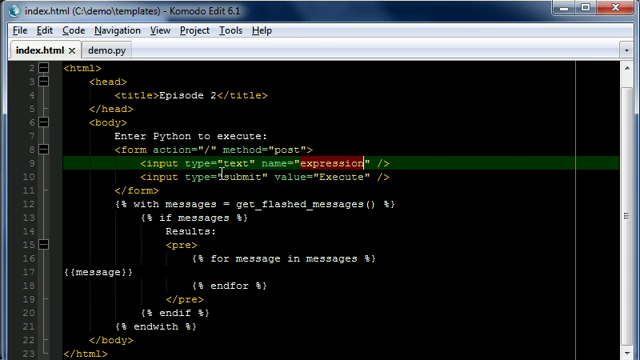 index.html (C:\demo\templates) - Komodo Edit 6.1
File Edit Code Navigation View Project Tools Help
index.html demo.py
2 <html>
3 <head>
4 <title>Episode 2</title>
5 </head>
6 <body>
7 Enter Python to execute:
8 <form action="/" method="post">
9 <input type="text" name="expression" />
10 <input type="submit" value="Execute" />
11 </form>
12 {% with messages = get_flashed_messages() %}
13 {% if messages %}
14 Results:
15 <pre>
16 {% for message in messages %}
17 {{message}}
18 {% endfor %}
19 </pre>
20 {% endif %}
21 {% endwith %}
22 </body>
23 </html>